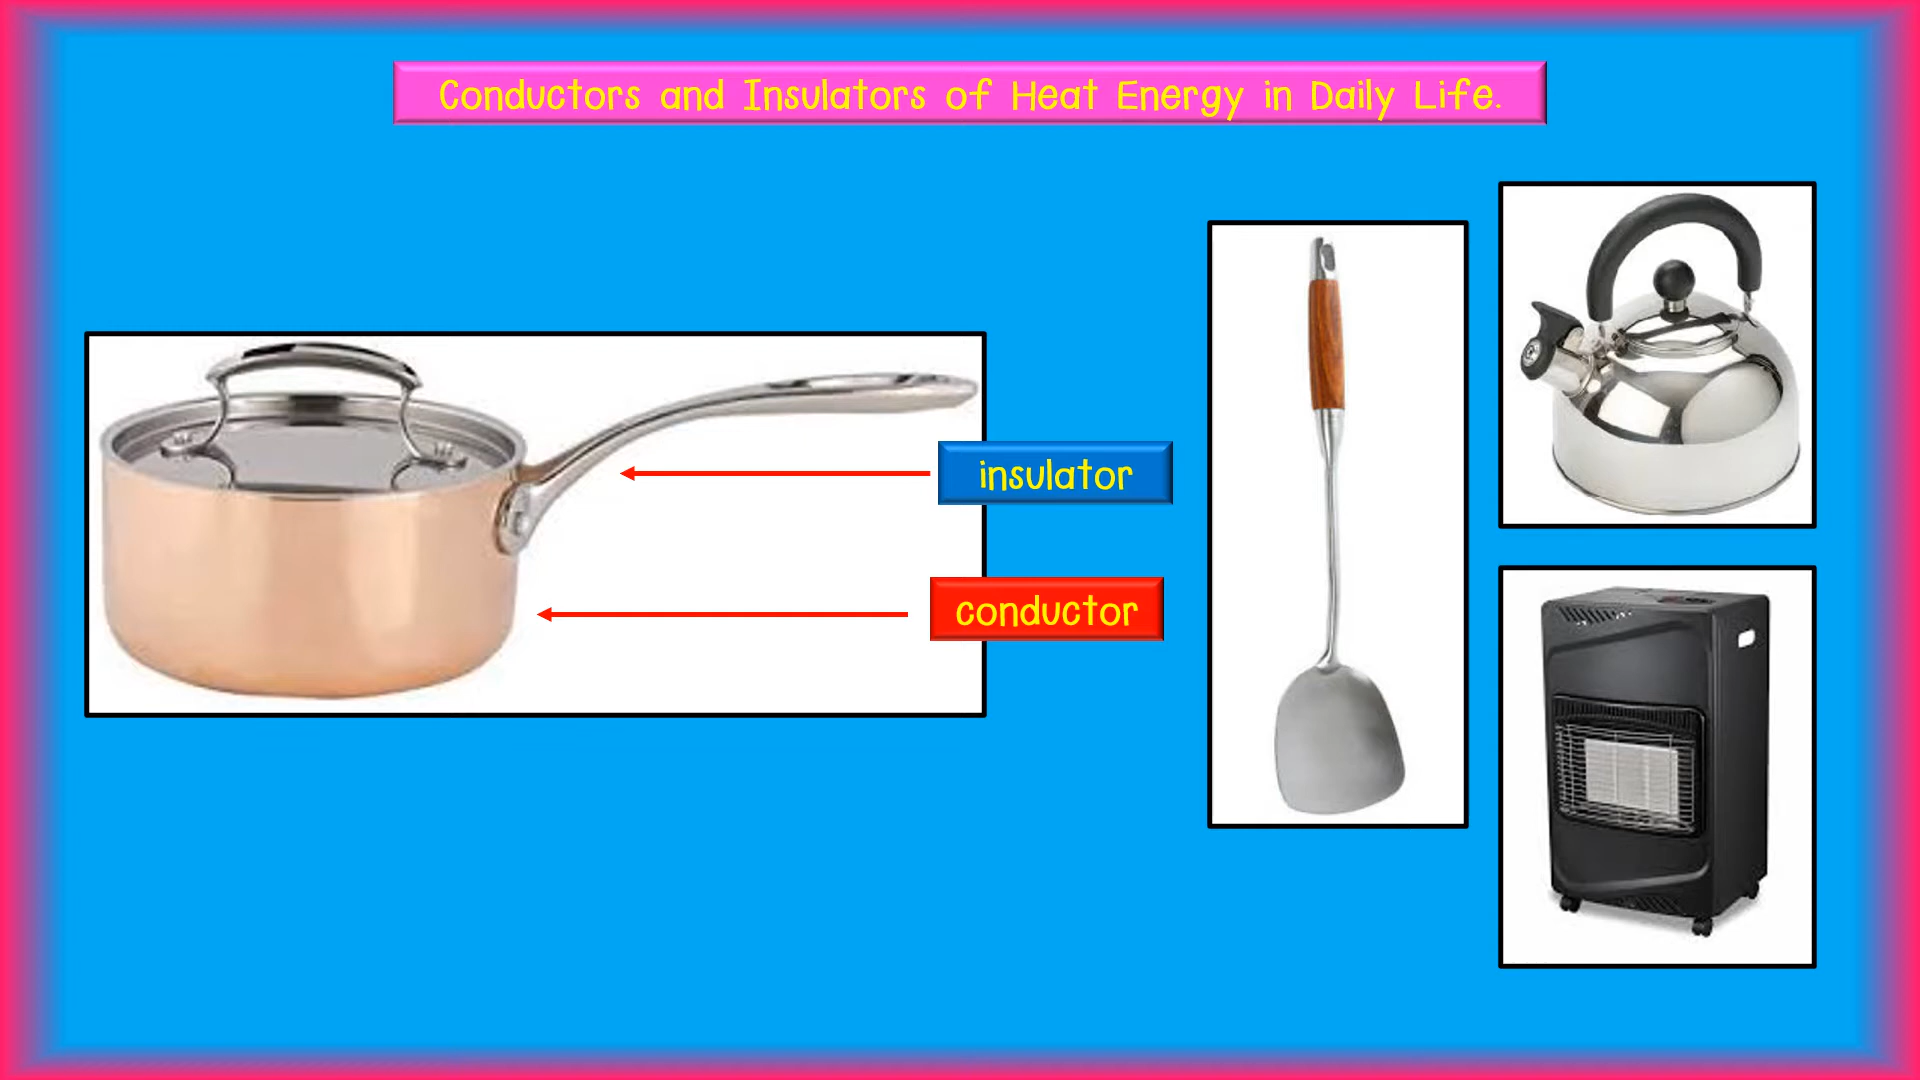 Conductors and Insulators of Heat Energy in Daily Life.
insulator
conductor